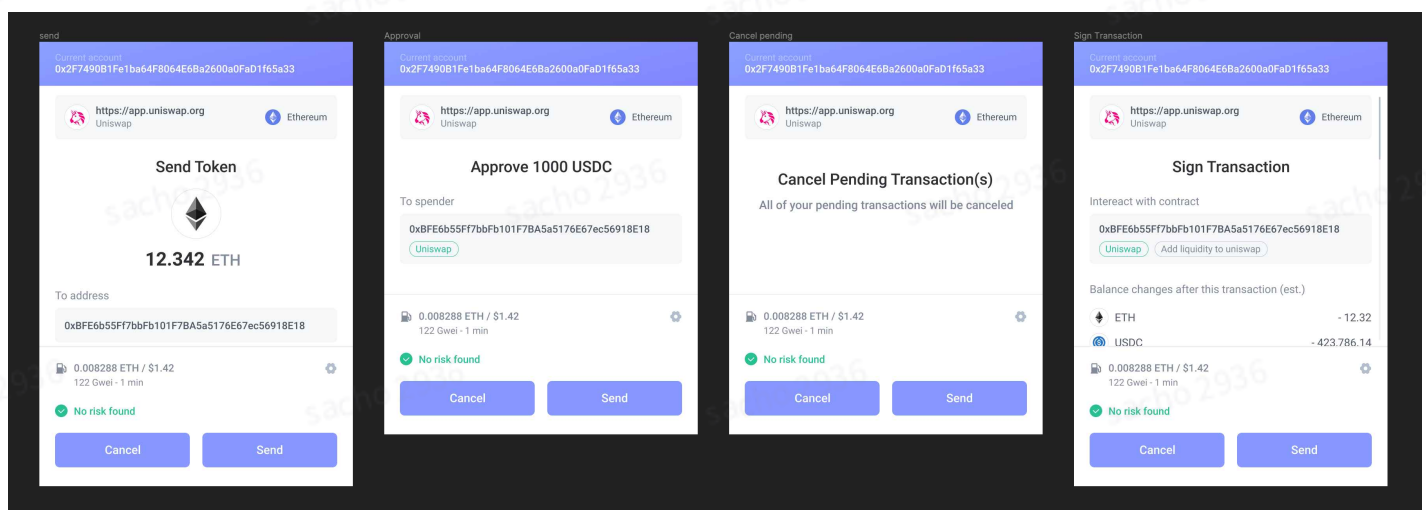 send
Current account
0x2F7490B1Fe1ba64F8064E6Ba2600a0FaD1f65a33
https://app.uniswap.org
Uniswap
Ethereum
Send Token
12.342 ETH
To address
0xBFE6b55Ff7bbFb101F7BA5a5176E67ec56918E18
0.008288 ETH / $1.42
122 Gwei - 1 min
No risk found
Cancel
Send
Approval
Current account
0x2F7490B1Fe1ba64F8064E6Ba2600a0FaD1f65a33
https://app.uniswap.org
Uniswap
Ethereum
Approve 1000 USDC
To spender
0xBFE6b55Ff7bbFb101F7BA5a5176E67ec56918E18
Uniswap
0.008288 ETH / $1.42
122 Gwei - 1 min
No risk found
Cancel
Send
Cancel pending
Current account
0x2F7490B1Fe1ba64F8064E6Ba2600a0FaD1f65a33
https://app.uniswap.org
Uniswap
Ethereum
Cancel Pending Transaction(s)
All of your pending transactions will be canceled
0.008288 ETH / $1.42
122 Gwei - 1 min
No risk found
Cancel
Send
Sign Transaction
Current account
0x2F7490B1Fe1ba64F8064E6Ba2600a0FaD1f65a33
https://app.uniswap.org
Uniswap
Ethereum
Sign Transaction
Intereact with contract
0xBFE6b55Ff7bbFb101F7BA5a5176E67ec56918E18
Uniswap
Add liquidity to uniswap
Balance changes after this transaction (est.)
ETH - 12.32
USDC - 423.786.14
0.008288 ETH / $1.42
122 Gwei - 1 min
No risk found
Cancel
Send
sacho 2936